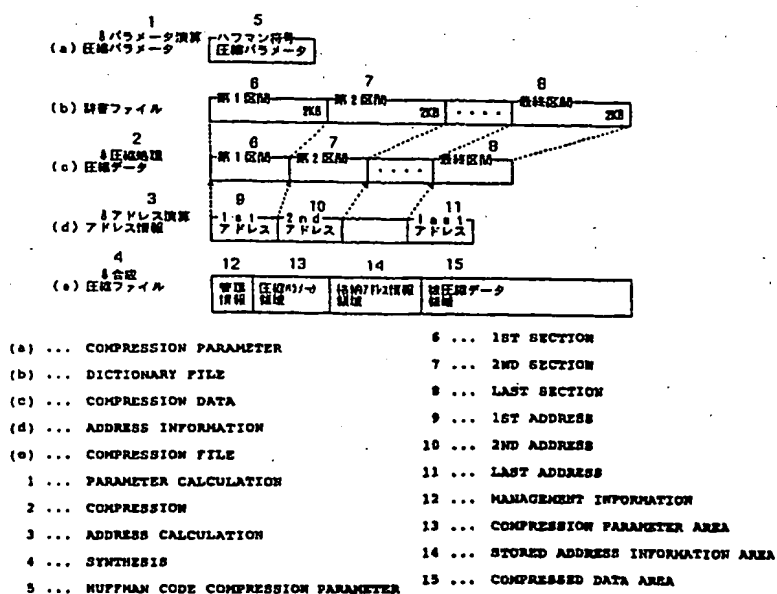 1 5
⇓パラメータ演算 ハフマン符号
(a) 圧縮パラメータ 圧縮パラメータ
6 7 8
(b) 辞書ファイル 第1区間 2KB 第2区間 2KB ・・・・ 最終区間 2KB
2 6 7 8
⇓圧縮処理
(c) 圧縮データ 第1区間 第2区間 ・・・・ 最終区間
3 9 10 11
⇓アドレス演算 1st 2nd last
(d) アドレス情報 アドレス アドレス アドレス
4 12 13 14 15
⇓合成
(e) 圧縮ファイル 管理情報 圧縮パラメータ領域 格納アドレス情報領域 被圧縮データ領域
(a) ... COMPRESSION PARAMETER
(b) ... DICTIONARY FILE
(c) ... COMPRESSION DATA
(d) ... ADDRESS INFORMATION
(e) ... COMPRESSION FILE
1 ... PARAMETER CALCULATION
2 ... COMPRESSION
3 ... ADDRESS CALCULATION
4 ... SYNTHESIS
5 ... HUFFMAN CODE COMPRESSION PARAMETER
6 ... 1ST SECTION
7 ... 2ND SECTION
8 ... LAST SECTION
9 ... 1ST ADDRESS
10 ... 2ND ADDRESS
11 ... LAST ADDRESS
12 ... MANAGEMENT INFORMATION
13 ... COMPRESSION PARAMETER AREA
14 ... STORED ADDRESS INFORMATION AREA
15 ... COMPRESSED DATA AREA